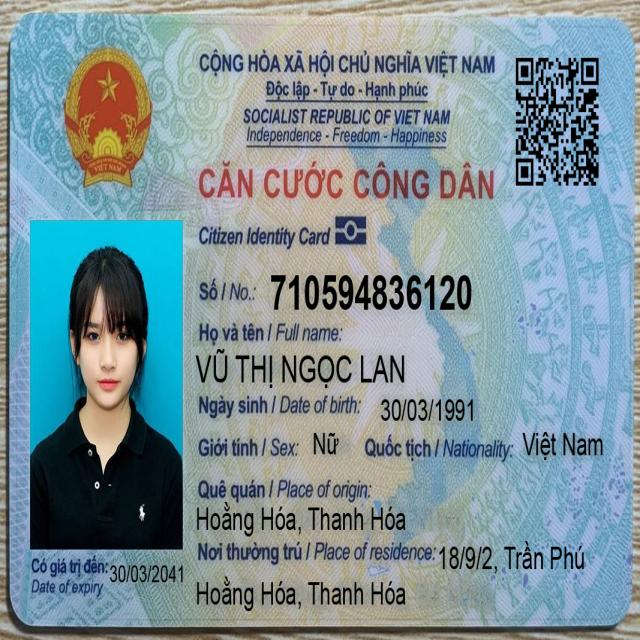 CỘNG HÒA XÃ HỘI CHỦ NGHĨA VIỆT NAM
Độc lập - Tự do - Hạnh phúc
SOCIALIST REPUBLIC OF VIET NAM
Independence - Freedom - Happiness
CĂN CƯỚC CÔNG DÂN
Citizen Identity Card
Số / No.: 710594836120
Họ và tên / Full name:
VŨ THỊ NGỌC LAN
Ngày sinh / Date of birth: 30/03/1991
Giới tính / Sex: Nữ Quốc tịch / Nationality: Việt Nam
Quê quán / Place of origin:
Hoằng Hóa, Thanh Hóa
Nơi thường trú / Place of residence: 18/9/2, Trần Phú
Hoằng Hóa, Thanh Hóa
Có giá trị đến: 30/03/2041
Date of expiry
VIỆT NAM